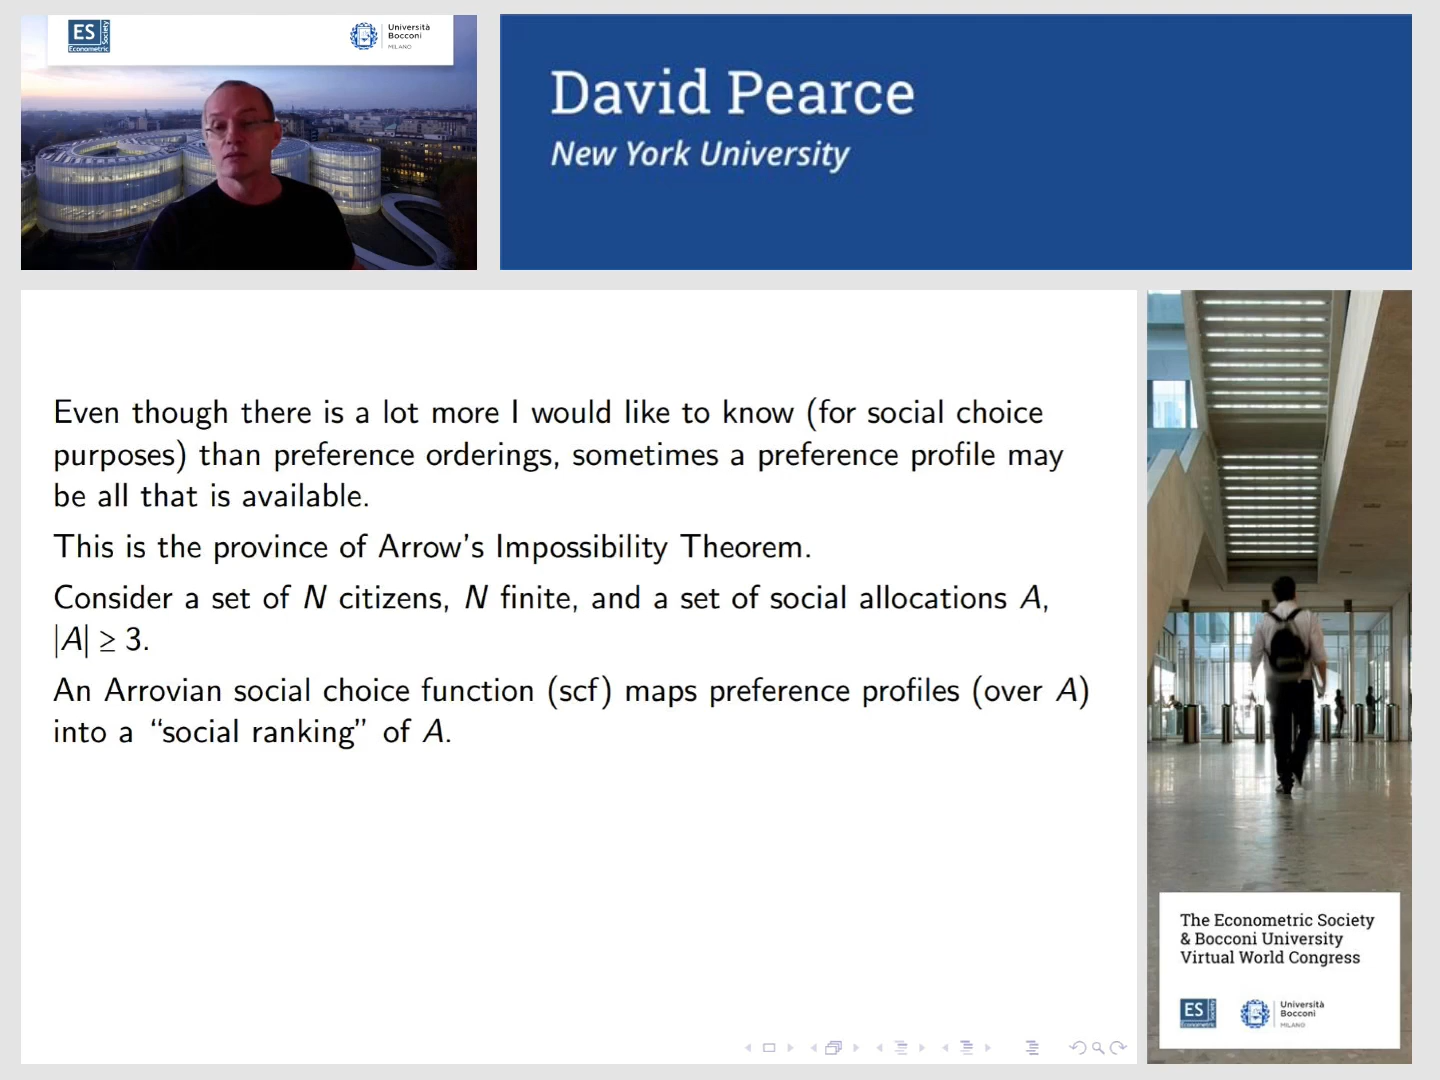 ES
Econometric
Society
Università
Bocconi
MILANO
David Pearce
New York University
Even though there is a lot more I would like to know (for social choice
purposes) than preference orderings, sometimes a preference profile may
be all that is available.
This is the province of Arrow's Impossibility Theorem.
Consider a set of N citizens, N finite, and a set of social allocations A,
|A| ≥ 3.
An Arrovian social choice function (scf) maps preference profiles (over A)
into a “social ranking” of A.
The Econometric Society
& Bocconi University
Virtual World Congress
ES
Econometric
Society
Università
Bocconi
MILANO